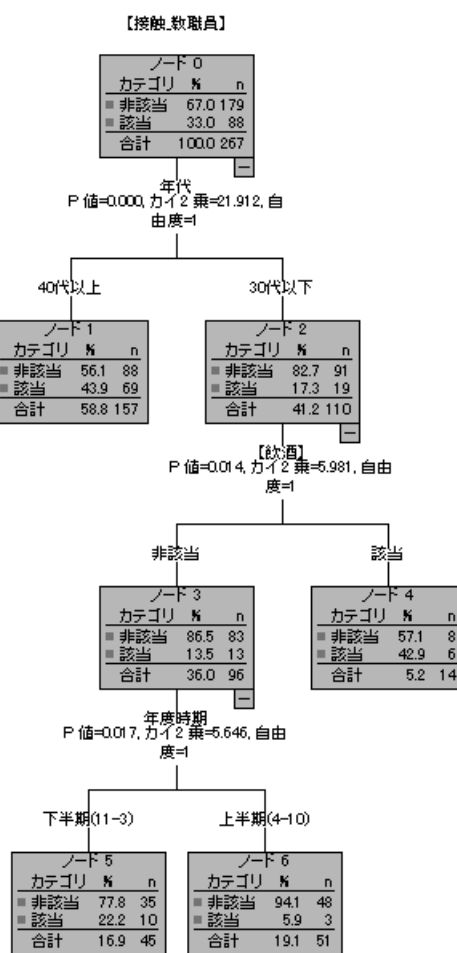 【接触_教職員】
ノード 0
カテゴリ % n
非該当 67.0 179
該当 33.0 88
合計 100.0 267
年代
P 値=0.000, カイ2 乗=21.912, 自
由度=1
40代以上
30代以下
ノード 1
カテゴリ % n
非該当 56.1 88
該当 43.9 69
合計 58.8 157
ノード 2
カテゴリ % n
非該当 82.7 91
該当 17.3 19
合計 41.2 110
【飲酒】
P 値=0.014, カイ2 乗=5.981, 自由
度=1
非該当
該当
ノード 3
カテゴリ % n
非該当 86.5 83
該当 13.5 13
合計 36.0 96
ノード 4
カテゴリ % n
非該当 57.1 8
該当 42.9 6
合計 5.2 14
年度時期
P 値=0.017, カイ2 乗=5.646, 自由
度=1
下半期(11-3)
上半期(4-10)
ノード 5
カテゴリ % n
非該当 77.8 35
該当 22.2 10
合計 16.9 45
ノード 6
カテゴリ % n
非該当 94.1 48
該当 5.9 3
合計 19.1 51